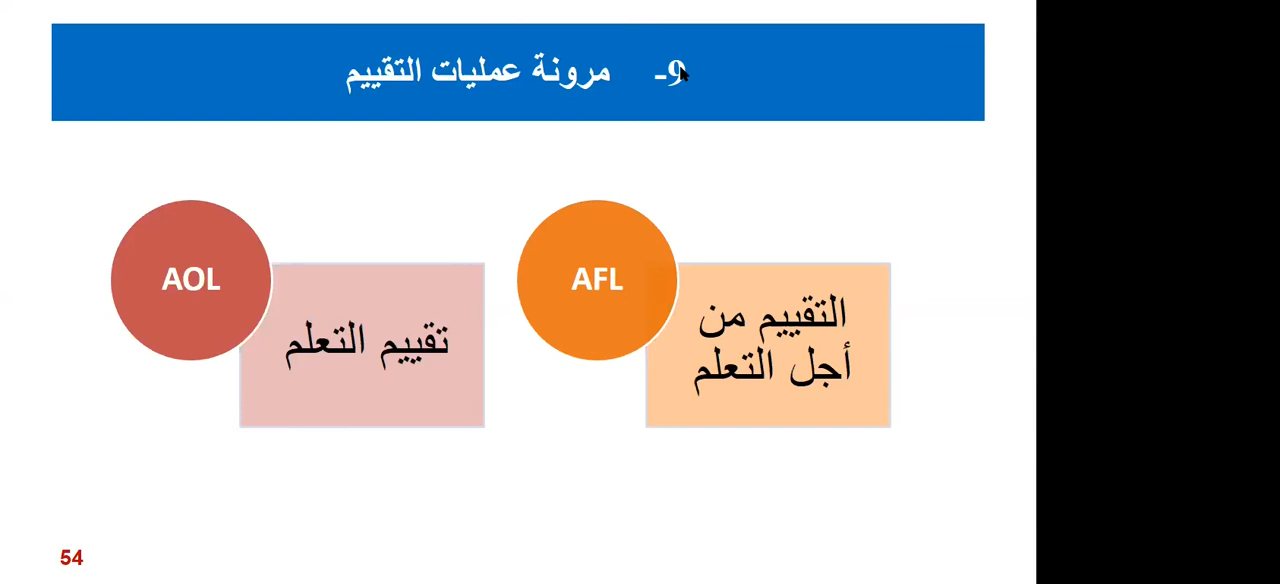 9- مرونة عمليات التقييم
AFL
التقييم من
أجل التعلم
AOL
تقييم التعلم
54